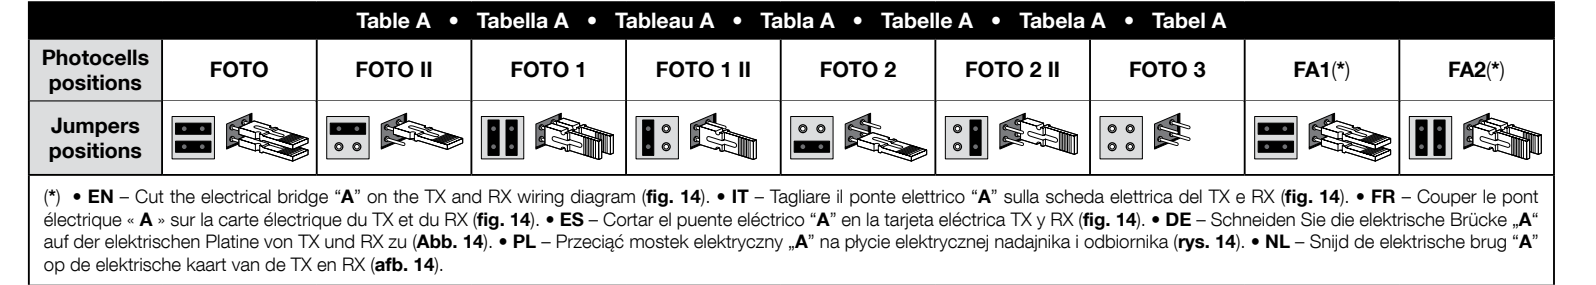 Table A • Tabella A • Tableau A • Tabla A • Tabelle A • Tabela A • Tabel A
Photocells positions FOTO FOTO II FOTO 1 FOTO 1 II FOTO 2 FOTO 2 II FOTO 3 FA1(*) FA2(*)
Jumpers positions
(*) • EN – Cut the electrical bridge “A” on the TX and RX wiring diagram (fig. 14). • IT – Tagliare il ponte elettrico “A” sulla scheda elettrica del TX e RX (fig. 14). • FR – Couper le pont
électrique « A » sur la carte électrique du TX et du RX (fig. 14). • ES – Cortar el puente eléctrico “A” en la tarjeta eléctrica TX y RX (fig. 14). • DE – Schneiden Sie die elektrische Brücke „A“
auf der elektrischen Platine von TX und RX zu (Abb. 14). • PL – Przeciąć mostek elektryczny „A” na płycie elektrycznej nadajnika i odbiornika (rys. 14). • NL – Snijd de elektrische brug “A”
op de elektrische kaart van de TX en RX (afb. 14).